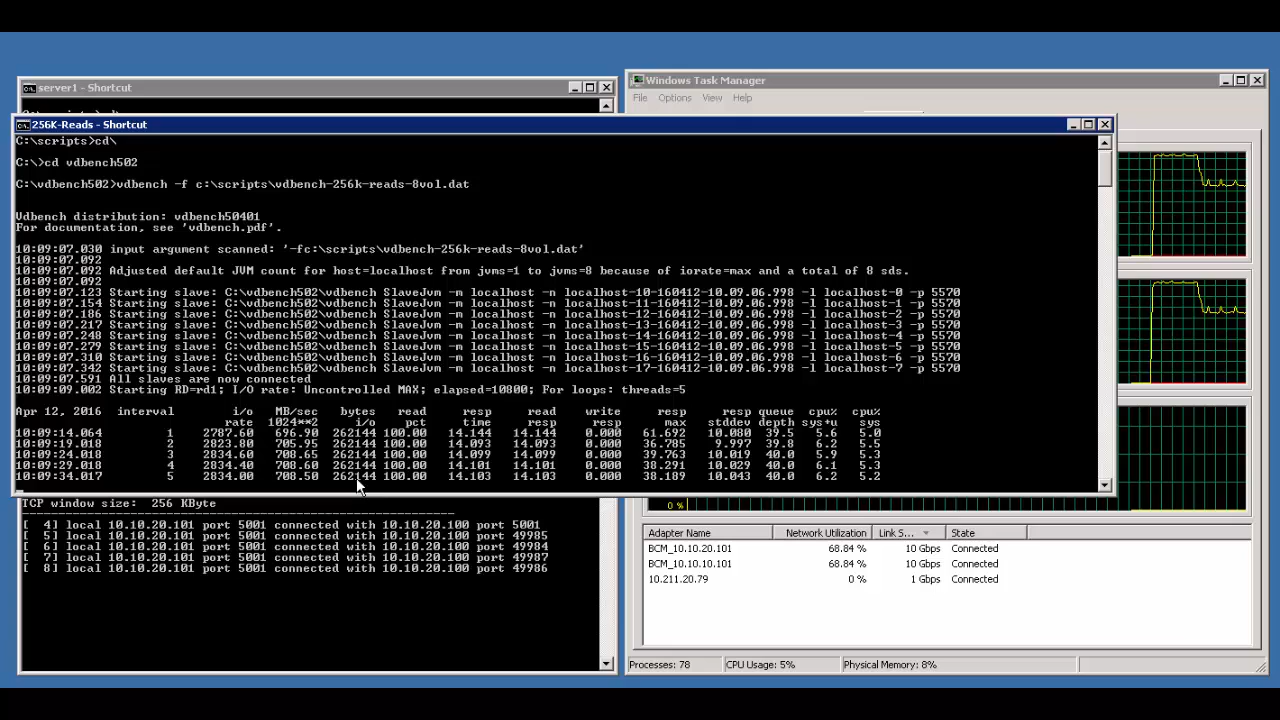 server1 - Shortcut
Windows Task Manager
File Options View Help
256K-Reads - Shortcut
C:\scripts>cd\
C:\>cd vdbench502
C:\vdbench502>vdbench -f c:\scripts\vdbench-256k-reads-8vol.dat
Vdbench distribution: vdbench50401
For documentation, see 'vdbench.pdf'.
10:09:07.030 input argument scanned: '-fc:\scripts\vdbench-256k-reads-8vol.dat'
10:09:07.092
10:09:07.092 Adjusted default JVM count for host=localhost from jvms=1 to jvms=8 because of iorate=max and a total of 8 sds.
10:09:07.092
10:09:07.123 Starting slave: C:\vdbench502\vdbench SlaveJvm -m localhost -n localhost-10-160412-10.09.06.998 -l localhost-0 -p 5570
10:09:07.154 Starting slave: C:\vdbench502\vdbench SlaveJvm -m localhost -n localhost-11-160412-10.09.06.998 -l localhost-1 -p 5570
10:09:07.186 Starting slave: C:\vdbench502\vdbench SlaveJvm -m localhost -n localhost-12-160412-10.09.06.998 -l localhost-2 -p 5570
10:09:07.217 Starting slave: C:\vdbench502\vdbench SlaveJvm -m localhost -n localhost-13-160412-10.09.06.998 -l localhost-3 -p 5570
10:09:07.248 Starting slave: C:\vdbench502\vdbench SlaveJvm -m localhost -n localhost-14-160412-10.09.06.998 -l localhost-4 -p 5570
10:09:07.279 Starting slave: C:\vdbench502\vdbench SlaveJvm -m localhost -n localhost-15-160412-10.09.06.998 -l localhost-5 -p 5570
10:09:07.310 Starting slave: C:\vdbench502\vdbench SlaveJvm -m localhost -n localhost-16-160412-10.09.06.998 -l localhost-6 -p 5570
10:09:07.342 Starting slave: C:\vdbench502\vdbench SlaveJvm -m localhost -n localhost-17-160412-10.09.06.998 -l localhost-7 -p 5570
10:09:07.591 All slaves are now connected
10:09:09.002 Starting RD=rd1; I/O rate: Uncontrolled MAX; elapsed=10800; For loops: threads=5
Apr 12, 2016 interval i/o MB/sec bytes read resp read write resp resp queue cpu% cpu%
rate 1024**2 i/o pct time resp resp max stddev depth sys+u sys
10:09:14.064 1 2787.60 696.90 262144 100.00 14.144 14.144 0.000 61.692 10.080 39.5 5.6 5.0
10:09:19.018 2 2823.80 705.95 262144 100.00 14.093 14.093 0.000 36.785 9.997 39.8 6.2 5.5
10:09:24.018 3 2834.60 708.65 262144 100.00 14.099 14.099 0.000 39.763 10.019 40.0 5.9 5.3
10:09:29.018 4 2834.40 708.60 262144 100.00 14.101 14.101 0.000 38.291 10.029 40.0 6.1 5.3
10:09:34.017 5 2834.00 708.50 262144 100.00 14.103 14.103 0.000 38.189 10.043 40.0 6.2 5.2
TCP window size: 256 KByte
[ 4] local 10.10.20.101 port 5001 connected with 10.10.20.100 port 5001
[ 5] local 10.10.20.101 port 5001 connected with 10.10.20.100 port 49985
[ 6] local 10.10.20.101 port 5001 connected with 10.10.20.100 port 49984
[ 7] local 10.10.20.101 port 5001 connected with 10.10.20.100 port 49987
[ 8] local 10.10.20.101 port 5001 connected with 10.10.20.100 port 49986
0 %
Adapter Name Network Utilization Link S... State
BCM_10.10.20.101 68.84 % 10 Gbps Connected
BCM_10.10.10.101 68.84 % 10 Gbps Connected
10.211.20.79 0 % 1 Gbps Connected
Processes: 78 CPU Usage: 5% Physical Memory: 8%